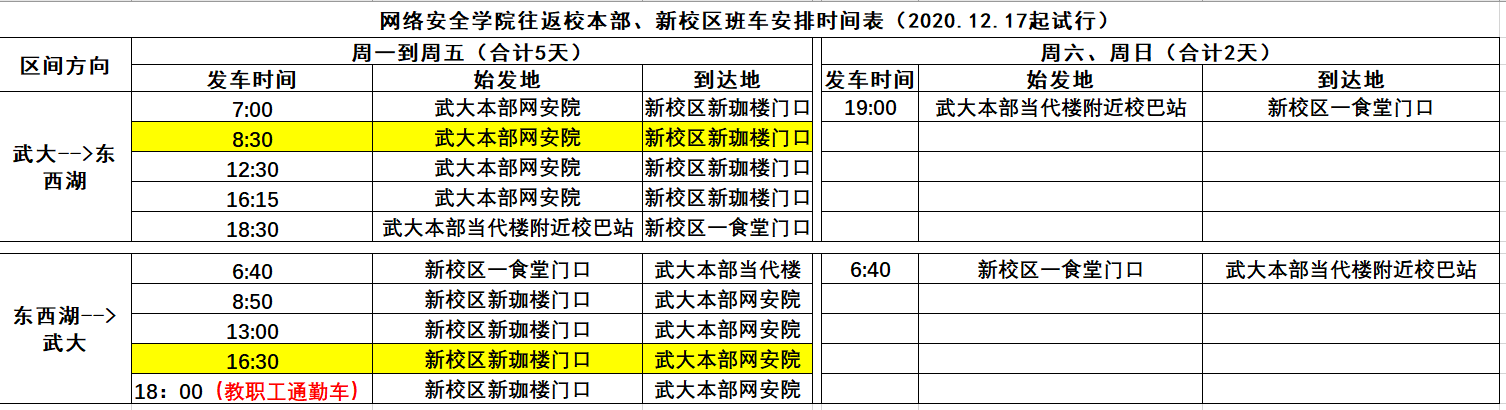 网络安全学院往返校本部、新校区班车安排时间表（2020.12.17起试行）
区间方向 周一到周五（合计5天） 周六、周日（合计2天）
发车时间 始发地 到达地 发车时间 始发地 到达地
武大-->东西湖
7:00 武大本部网安院 新校区新珈楼门口 19:00 武大本部当代楼附近校巴站 新校区一食堂门口
8:30 武大本部网安院 新校区新珈楼门口
12:30 武大本部网安院 新校区新珈楼门口
16:15 武大本部网安院 新校区新珈楼门口
18:30 武大本部当代楼附近校巴站 新校区一食堂门口
东西湖-->武大
6:40 新校区一食堂门口 武大本部当代楼 6:40 新校区一食堂门口 武大本部当代楼附近校巴站
8:50 新校区新珈楼门口 武大本部网安院
13:00 新校区新珈楼门口 武大本部网安院
16:30 新校区新珈楼门口 武大本部网安院
18：00（教职工通勤车） 新校区新珈楼门口 武大本部网安院